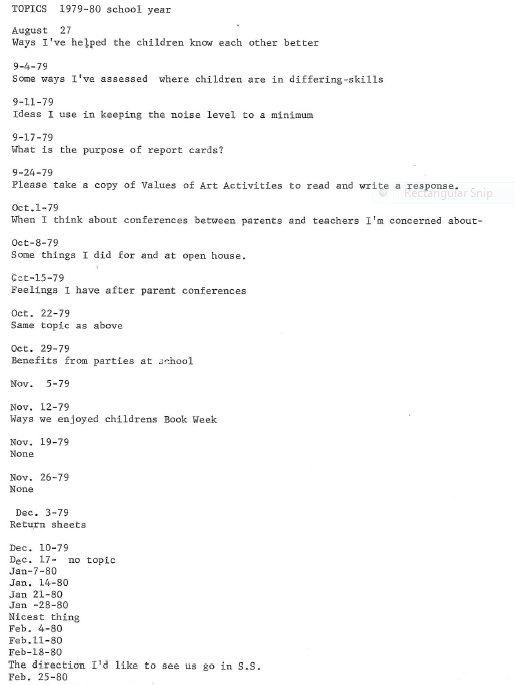 TOPICS 1979-80 school year
August 27
Ways I've helped the children know each other better
9-4-79
Some ways I've assessed where children are in differing-skills
9-11-79
Ideas I use in keeping the noise level to a minimum
9-17-79
What is the purpose of report cards?
9-24-79
Please take a copy of Values of Art Activities to read and write a response.
Rectangular Snip
Oct.1-79
When I think about conferences between parents and teachers I'm concerned about-
Oct-8-79
Some things I did for and at open house.
Oct-15-79
Feelings I have after parent conferences
Oct. 22-79
Same topic as above
Oct. 29-79
Benefits from parties at school
Nov. 5-79
Nov. 12-79
Ways we enjoyed childrens Book Week
Nov. 19-79
None
Nov. 26-79
None
Dec. 3-79
Return sheets
Dec. 10-79
Dec. 17- no topic
Jan-7-80
Jan. 14-80
Jan 21-80
Jan -28-80
Nicest thing
Feb. 4-80
Feb.11-80
Feb-18-80
The direction I'd like to see us go in S.S.
Feb. 25-80